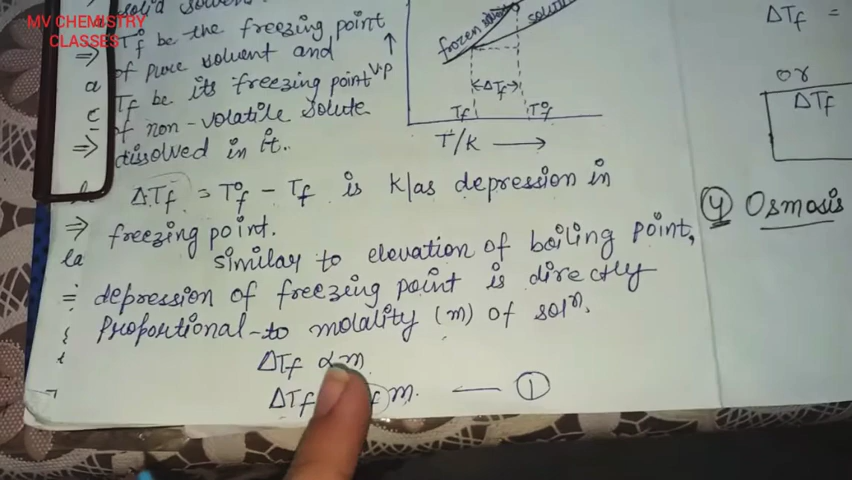 MV CHEMISTRY
CLASSES
solid solvent
⇒ T°f be the freezing point
of pure solvent and
Tf be its freezing point
of non-volatile solute
⇒ dissolved in it.
ΔTf = T°f - Tf is k/as depression in
⇒ freezing point.
similar to elevation of boiling point,
depression of freezing point is directly
proportional to molality (m) of solⁿ.
ΔTf ∝ m
ΔTf m. ← ①
frozen
V.P
ΔTf
Tf T°f
T/K →
ΔTf =
or
ΔTf
④ Osmosis